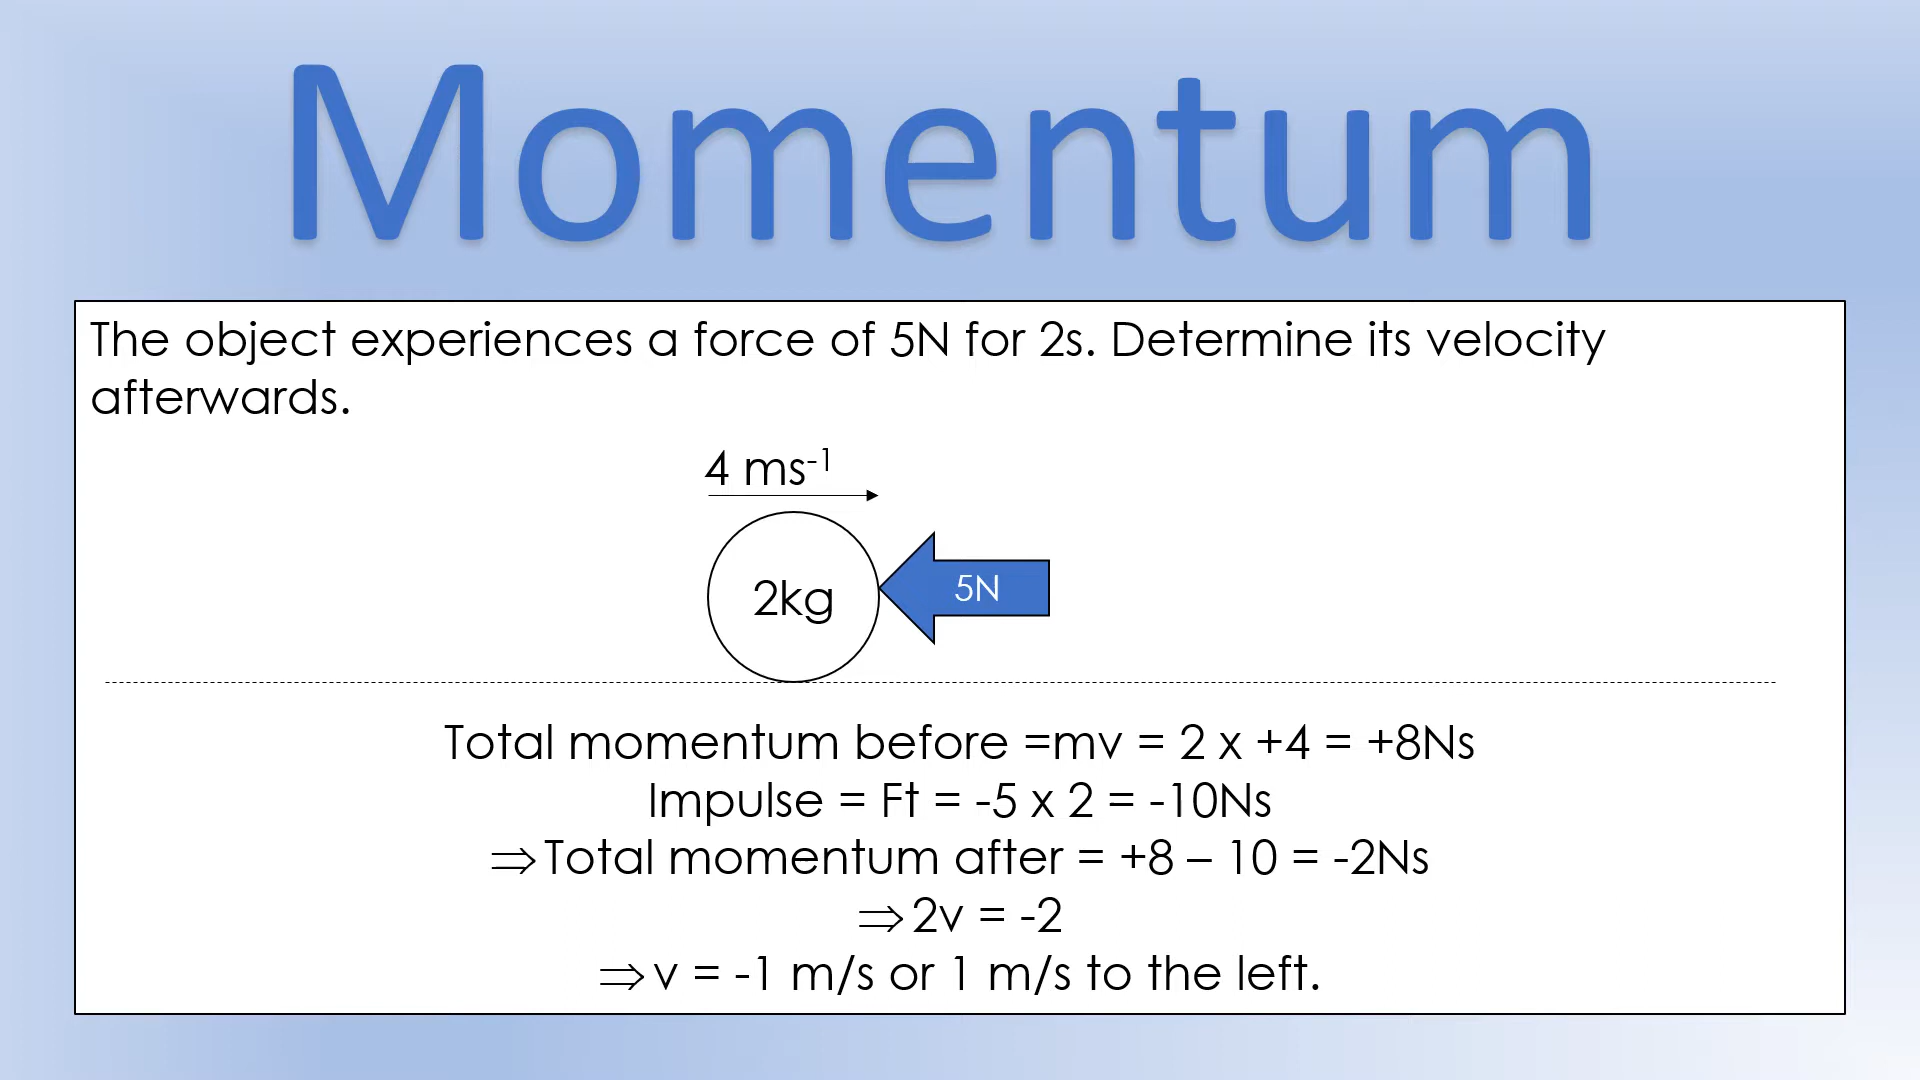 Momentum
The object experiences a force of 5N for 2s. Determine its velocity
afterwards.
4 ms⁻¹
2kg
5N
Total momentum before =mv = 2 x +4 = +8Ns
Impulse = Ft = -5 x 2 = -10Ns
⇒Total momentum after = +8 – 10 = -2Ns
⇒2v = -2
⇒v = -1 m/s or 1 m/s to the left.